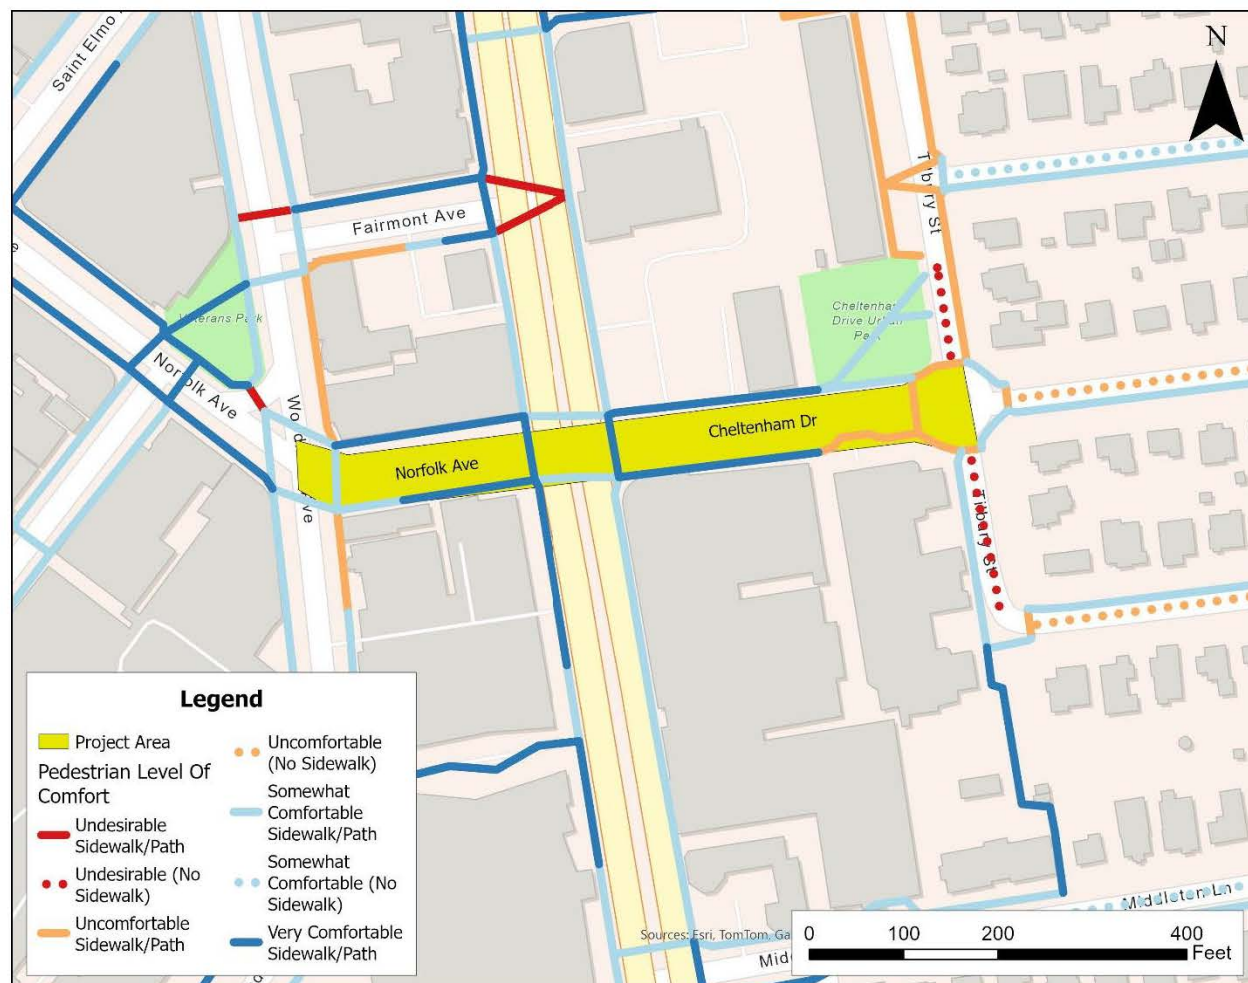 Saint Elmo
N
Tilbury St
Fairmont Ave
Veterans Park
Cheltenham
Drive Urban
Park
Norfolk Ave
Cheltenham Dr
Norfolk Ave
Tilbury St
Ave
Middleton Ln
Legend
Project Area
Pedestrian Level Of
Comfort
Undesirable
Sidewalk/Path
Undesirable (No
Sidewalk)
Uncomfortable
Sidewalk/Path
Uncomfortable
(No Sidewalk)
Somewhat
Comfortable
Sidewalk/Path
Somewhat
Comfortable (No
Sidewalk)
Very Comfortable
Sidewalk/Path
Sources: Esri, TomTom, Ga
0 100 200 400
Feet